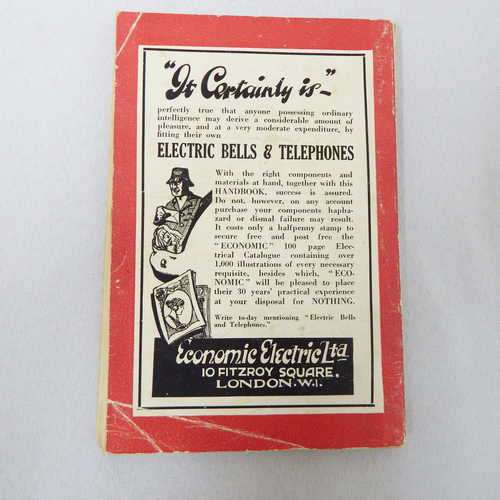 "It Certainly is –"
perfectly true that anyone possessing ordinary
intelligence may derive a considerable amount of
pleasure, and at a very moderate expenditure, by
fitting their own
ELECTRIC BELLS & TELEPHONES
With the right components and
materials at hand, together with this
HANDBOOK, success is assured.
Do not, however, on any account
purchase your components hapha-
zard or dismal failure may result.
It costs only a halfpenny stamp to
secure free and post free the
"ECONOMIC" 100 page Elec-
trical Catalogue containing over
1,000 illustrations of every necessary
requisite, besides which, "ECO-
NOMIC" will be pleased to place
their 30 years' practical experience
at your disposal for NOTHING.
Write to-day mentioning "Electric Bells
and Telephones."
Economic Electric Ltd
10 FITZROY SQUARE,
LONDON. W.1.